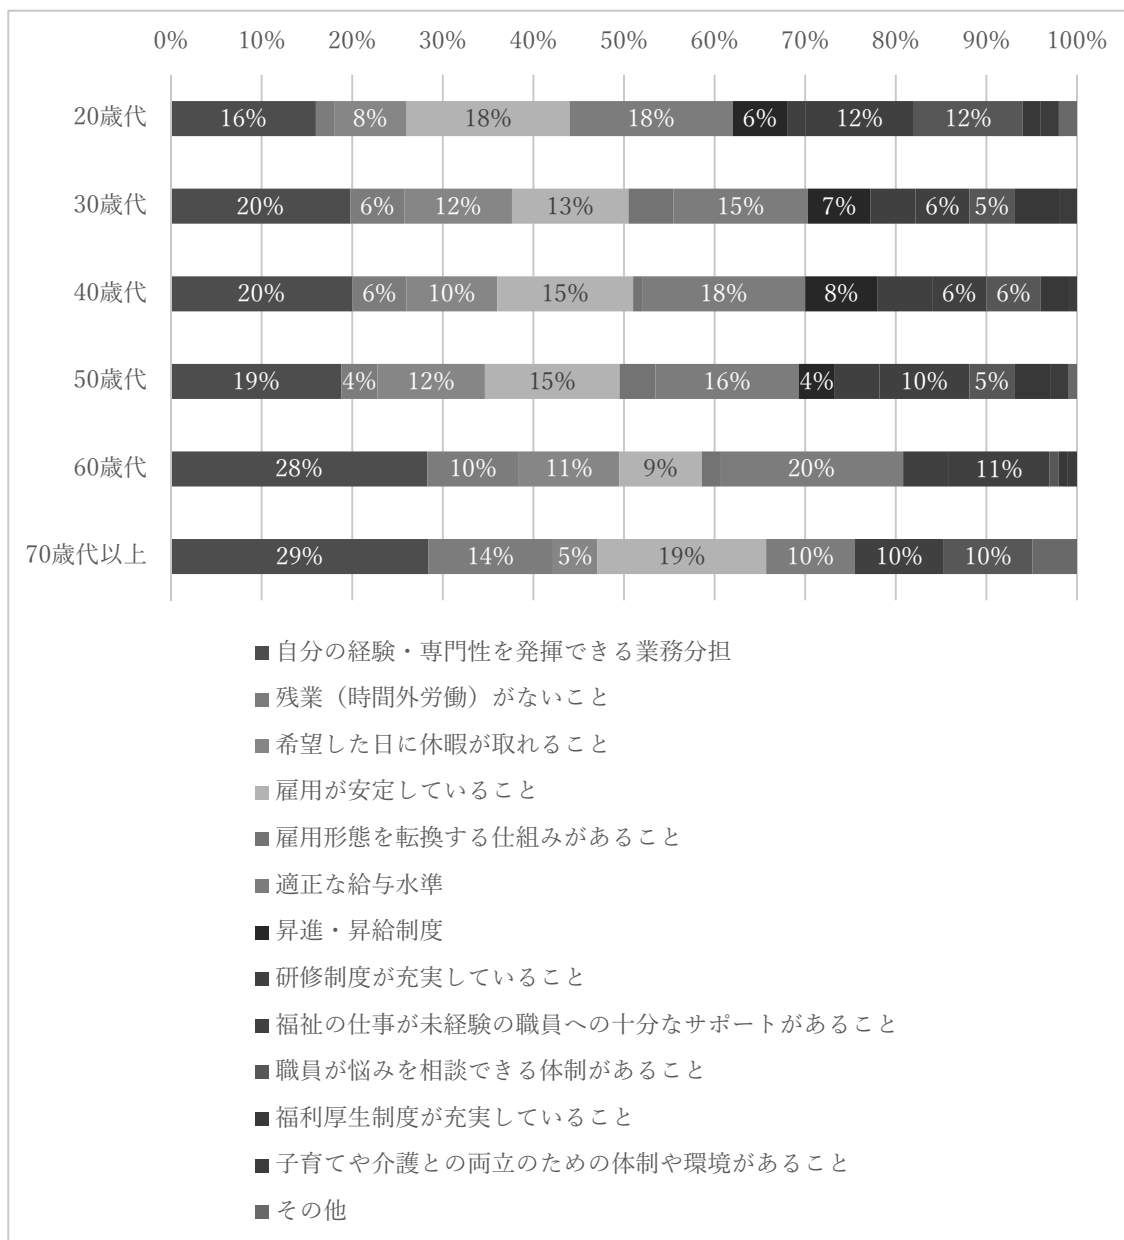 0% 10% 20% 30% 40% 50% 60% 70% 80% 90% 100%
20歳代 16% 8% 18% 18% 6% 12% 12%
30歳代 20% 6% 12% 13% 15% 7% 6% 5%
40歳代 20% 6% 10% 15% 18% 8% 6% 6%
50歳代 19% 4% 12% 15% 16% 4% 10% 5%
60歳代 28% 10% 11% 9% 20% 11%
70歳代以上 29% 14% 5% 19% 10% 10% 10%
自分の経験・専門性を発揮できる業務分担
残業（時間外労働）がないこと
希望した日に休暇が取れること
雇用が安定していること
雇用形態を転換する仕組みがあること
適正な給与水準
昇進・昇給制度
研修制度が充実していること
福祉の仕事が未経験の職員への十分なサポートがあること
職員が悩みを相談できる体制があること
福利厚生制度が充実していること
子育てや介護との両立のための体制や環境があること
その他